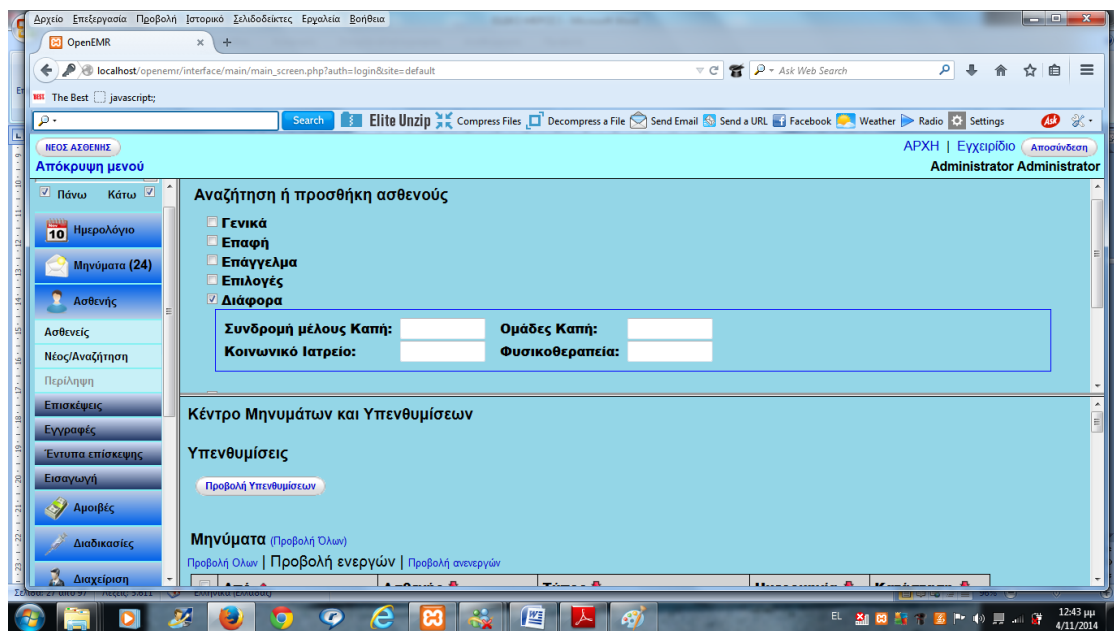 Αρχείο Επεξεργασία Προβολή Ιστορικό Σελιδοδείκτες Εργαλεία Βοήθεια
OpenEMR × +
localhost/openemr/interface/main/main_screen.php?auth=login&site=default Ask Web Search
The Best javascript:;
Search Elite Unzip Compress Files Decompress a File Send Email Send a URL Facebook Weather Radio Settings Ask
ΝΕΟΣ ΑΣΘΕΝΗΣ ΑΡΧΗ | Εγχειρίδιο Αποσύνδεση
Απόκρυψη μενού Administrator Administrator
Πάνω Κάτω
Ημερολόγιο
Μηνύματα (24)
Ασθενής
Ασθενείς
Νέος/Αναζήτηση
Περίληψη
Επισκέψεις
Εγγραφές
Έντυπα επίσκεψης
Εισαγωγή
Αμοιβές
Διαδικασίες
Διαχείριση
Αναζήτηση ή προσθήκη ασθενούς
Γενικά
Επαφή
Επάγγελμα
Επιλογές
Διάφορα
Συνδρομή μέλους Καπή: Ομάδες Καπή:
Κοινωνικό Ιατρείο: Φυσικοθεραπεία:
Κέντρο Μηνυμάτων και Υπενθυμίσεων
Υπενθυμίσεις
Προβολή Υπενθυμίσεων
Μηνύματα (Προβολή Όλων)
Προβολή Ολων | Προβολή ενεργών | Προβολή ανενεργών
EL 12:43 μμ
4/11/2014